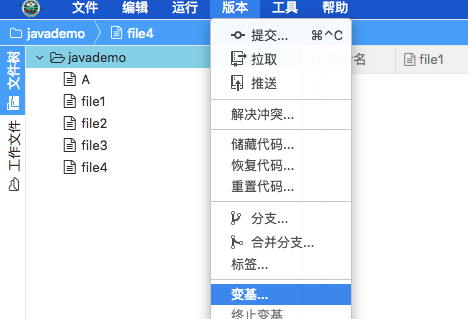 文件 编辑 运行 版本 工具 帮助
javademo file4
文件树
工作文件
javademo
A
file1
file2
file3
file4
提交... ⌘^C
拉取
推送
解决冲突...
储藏代码...
恢复代码...
重置代码...
分支...
合并分支...
标签...
变基...
终止变基
未命名 file1